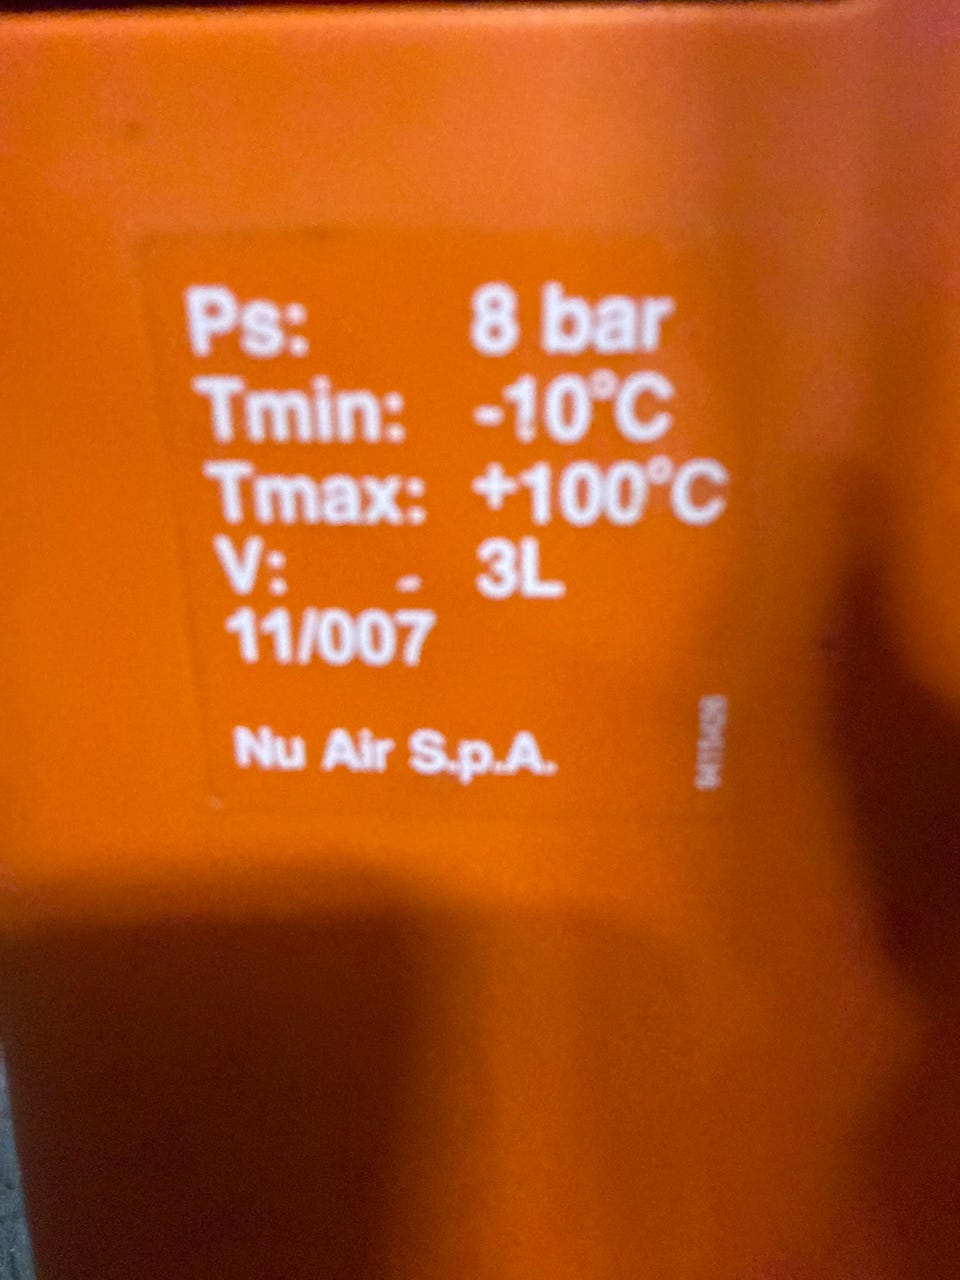 Ps: 8 bar
Tmin: -10°C
Tmax: +100°C
V: - 3L
11/007
Nu Air S.p.A.